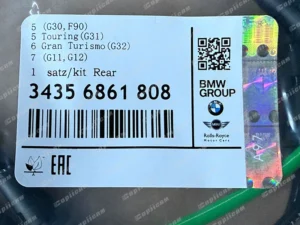 5 (G30,F90)
5 Touring(G31)
6 Gran Turismo(G32)
7 (G11,G12)
1 satz/kit Rear
3435 6861 808
BMW
GROUP
MINI
Rolls-Royce
Motor Cars
EAC